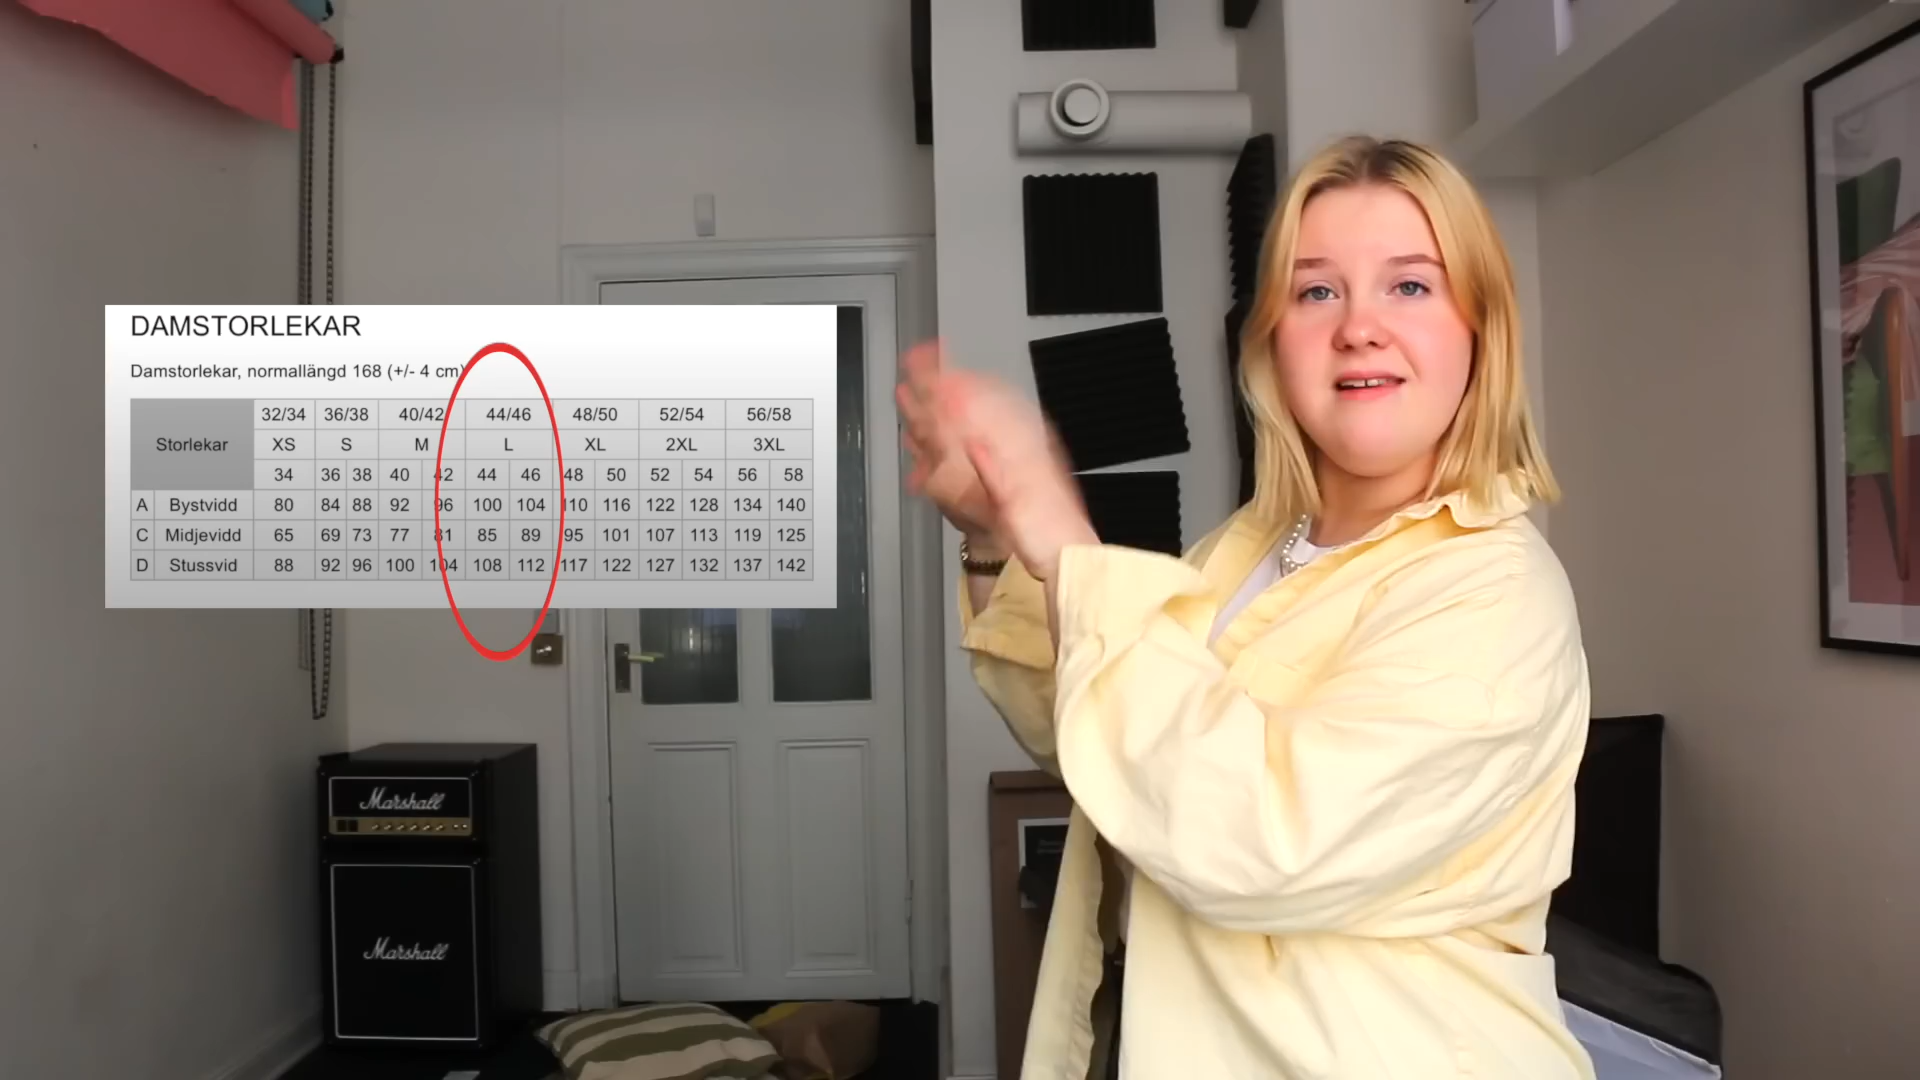 DAMSTORLEKAR
Damstorlekar, normallängd 168 (+/- 4 cm)
Storlekar 32/34 36/38 40/42 44/46 48/50 52/54 56/58
XS S M L XL 2XL 3XL
34 36 38 40 42 44 46 48 50 52 54 56 58
A Bystvidd 80 84 88 92 96 100 104 110 116 122 128 134 140
C Midjevidd 65 69 73 77 81 85 89 95 101 107 113 119 125
D Stussvid 88 92 96 100 104 108 112 117 122 127 132 137 142
Marshall
Marshall